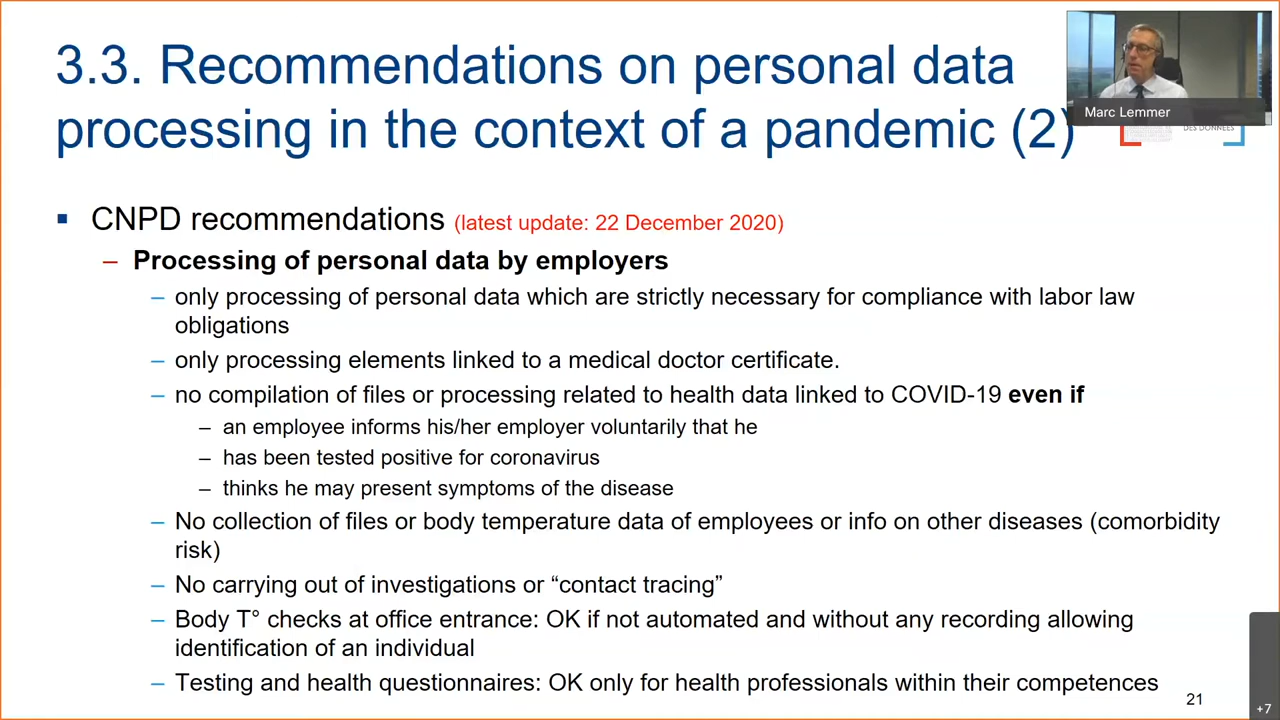 3.3. Recommendations on personal data
processing in the context of a pandemic (2)
Marc Lemmer
DES DONNÉES
▪ CNPD recommendations (latest update: 22 December 2020)
– Processing of personal data by employers
– only processing of personal data which are strictly necessary for compliance with labor law
obligations
– only processing elements linked to a medical doctor certificate.
– no compilation of files or processing related to health data linked to COVID-19 even if
– an employee informs his/her employer voluntarily that he
– has been tested positive for coronavirus
– thinks he may present symptoms of the disease
– No collection of files or body temperature data of employees or info on other diseases (comorbidity
risk)
– No carrying out of investigations or “contact tracing”
– Body T° checks at office entrance: OK if not automated and without any recording allowing
identification of an individual
– Testing and health questionnaires: OK only for health professionals within their competences
21
+7